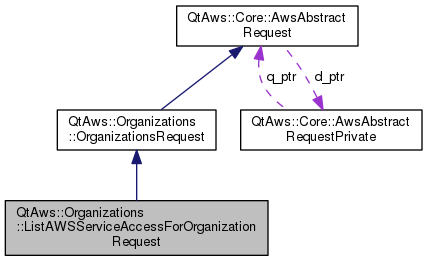 QtAws::Core::AwsAbstract
Request
q_ptr
d_ptr
QtAws::Organizations
::OrganizationsRequest
QtAws::Core::AwsAbstract
RequestPrivate
QtAws::Organizations
::ListAWSServiceAccessForOrganization
Request